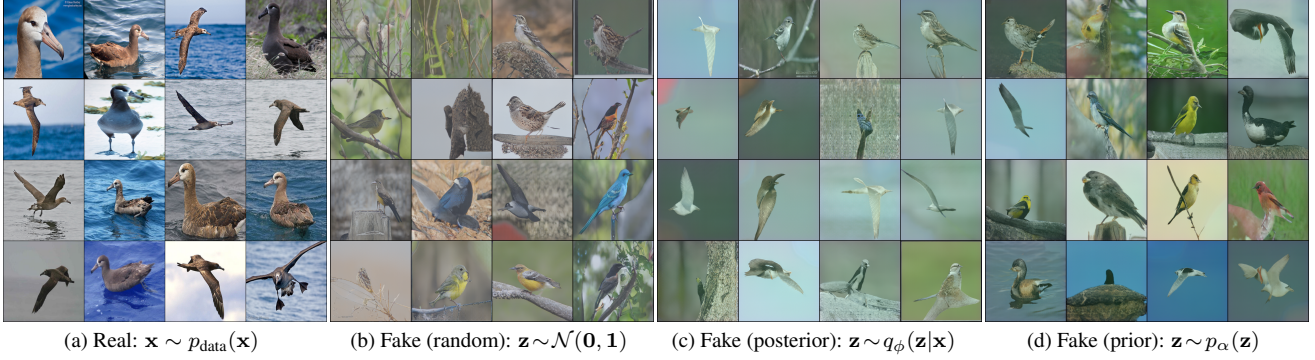 (a) Real: x ∼ p_data(x)
(b) Fake (random): z∼𝒩(0, 1)
(c) Fake (posterior): z∼q_ϕ(z|x)
(d) Fake (prior): z∼p_α(z)